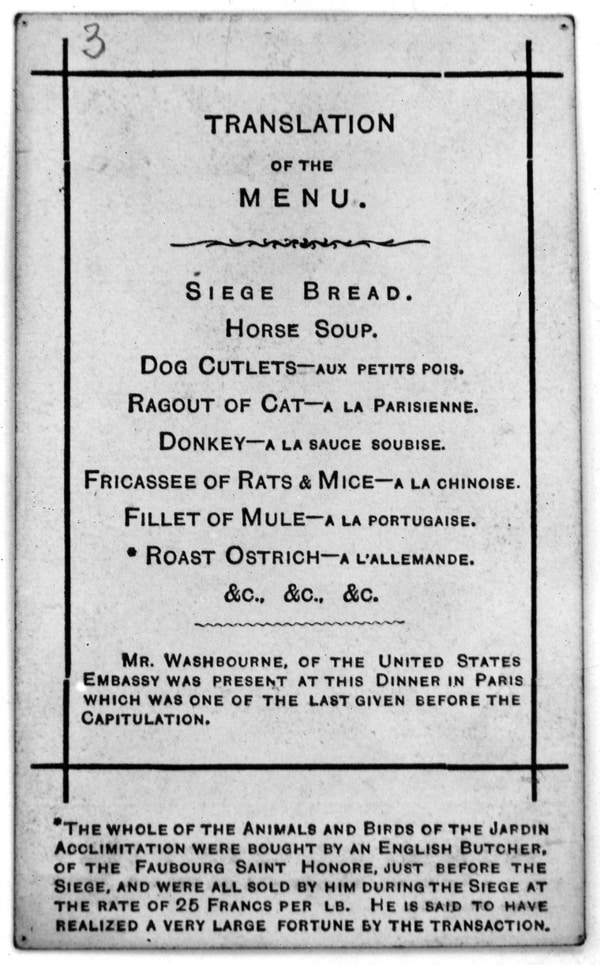 3
TRANSLATION
OF THE
MENU.
SIEGE BREAD.
HORSE SOUP.
DOG CUTLETS—AUX PETITS POIS.
RAGOUT OF CAT—A LA PARISIENNE.
DONKEY—A LA SAUCE SOUBISE.
FRICASSEE OF RATS & MICE—A LA CHINOISE.
FILLET OF MULE—A LA PORTUGAISE.
* ROAST OSTRICH—A L'ALLEMANDE.
&C., &C., &C.
MR. WASHBOURNE, OF THE UNITED STATES
EMBASSY WAS PRESENT AT THIS DINNER IN PARIS
WHICH WAS ONE OF THE LAST GIVEN BEFORE THE
CAPITULATION.
*THE WHOLE OF THE ANIMALS AND BIRDS OF THE JARDIN
ACCLIMITATION WERE BOUGHT BY AN ENGLISH BUTCHER,
OF THE FAUBOURG SAINT HONORE, JUST BEFORE THE
SIEGE, AND WERE ALL SOLD BY HIM DURING THE SIEGE AT
THE RATE OF 25 FRANCS PER LB. HE IS SAID TO HAVE
REALIZED A VERY LARGE FORTUNE BY THE TRANSACTION.